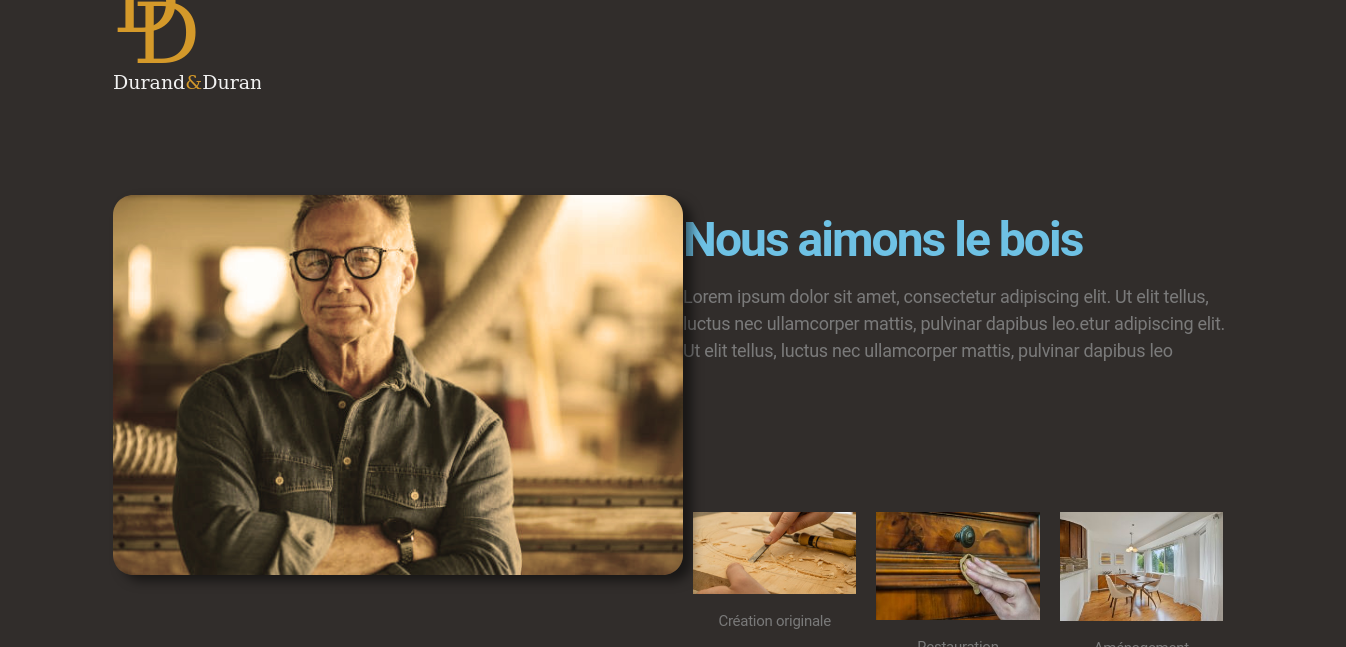 DD
Durand&Duran
Nous aimons le bois
Lorem ipsum dolor sit amet, consectetur adipiscing elit. Ut elit tellus,
luctus nec ullamcorper mattis, pulvinar dapibus leo.etur adipiscing elit.
Ut elit tellus, luctus nec ullamcorper mattis, pulvinar dapibus leo
Création originale
Restauration
Aménagement